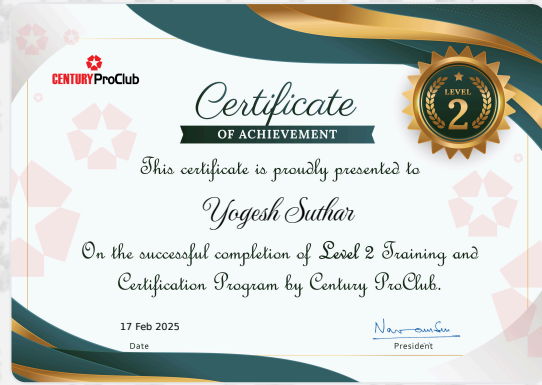 CENTURY ProClub
Certificate
OF ACHIEVEMENT
LEVEL
2
This certificate is proudly presented to
Yogesh Suthar
On the successful completion of Level 2 Training and
Certification Program by Century ProClub.
17 Feb 2025
Date
President